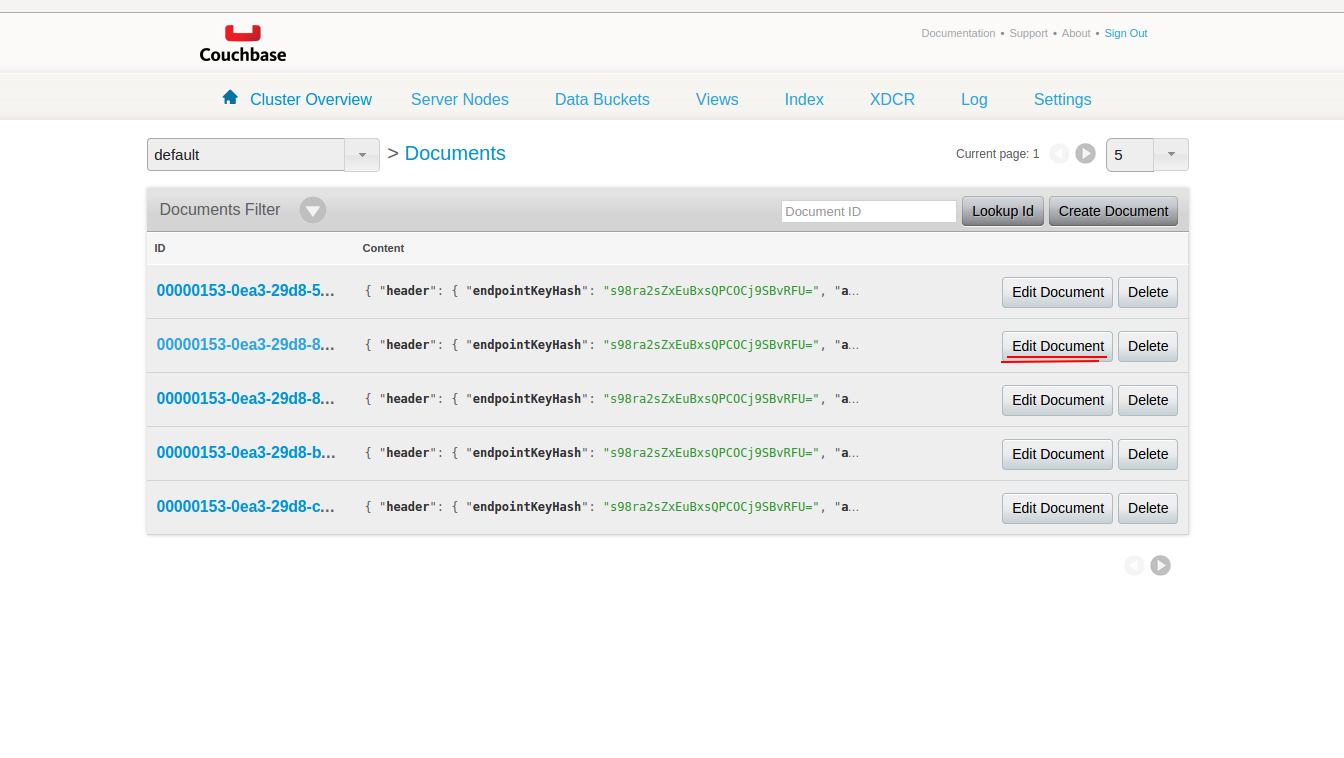 Couchbase
Documentation • Support • About • Sign Out
Cluster Overview Server Nodes Data Buckets Views Index XDCR Log Settings
default > Documents Current page: 1 5
Documents Filter Document ID Lookup Id Create Document
ID Content
00000153-0ea3-29d8-5... { "header": { "endpointKeyHash": "s98ra2sZxEuBxsQPCOCj9SBvRFU=", "a... Edit Document Delete
00000153-0ea3-29d8-8... { "header": { "endpointKeyHash": "s98ra2sZxEuBxsQPCOCj9SBvRFU=", "a... Edit Document Delete
00000153-0ea3-29d8-8... { "header": { "endpointKeyHash": "s98ra2sZxEuBxsQPCOCj9SBvRFU=", "a... Edit Document Delete
00000153-0ea3-29d8-b... { "header": { "endpointKeyHash": "s98ra2sZxEuBxsQPCOCj9SBvRFU=", "a... Edit Document Delete
00000153-0ea3-29d8-c... { "header": { "endpointKeyHash": "s98ra2sZxEuBxsQPCOCj9SBvRFU=", "a... Edit Document Delete